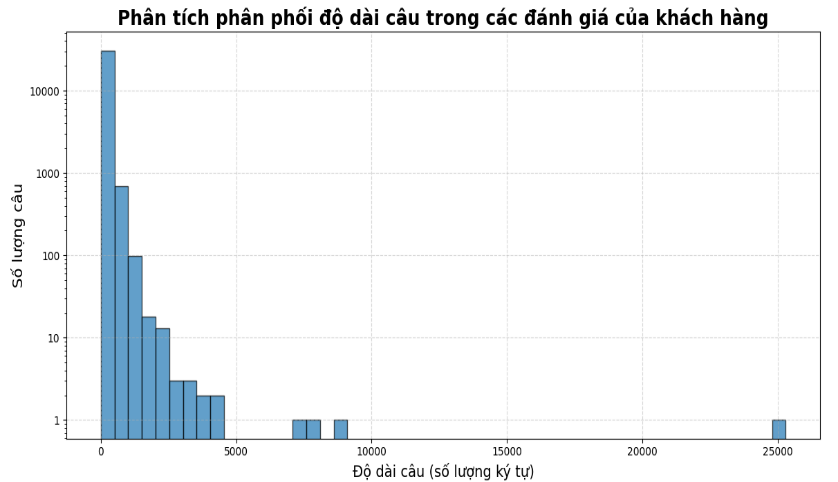 Phân tích phân phối độ dài câu trong các đánh giá của khách hàng
Số lượng câu
10000
1000
100
10
1
0 5000 10000 15000 20000 25000
Độ dài câu (số lượng ký tự)